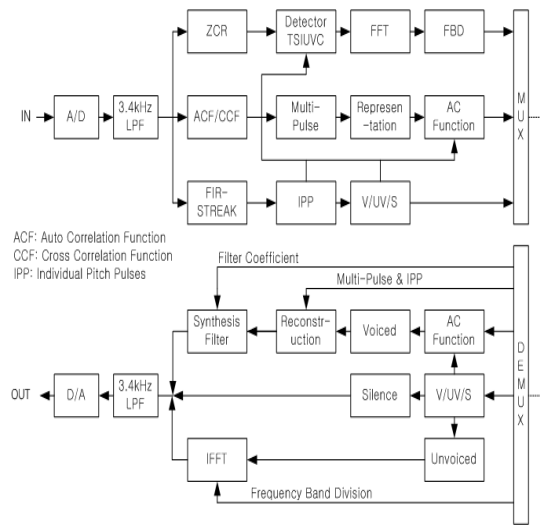 ZCR
Detector
TSIUVC
FFT
FBD
IN
A/D
3.4kHz
LPF
ACF/CCF
Multi-
Pulse
Represen
-tation
AC
Function
MUX
FIR-
STREAK
IPP
V/UV/S
ACF: Auto Correlation Function
CCF: Cross Correlation Function
IPP: Individual Pitch Pulses
Filter Coefficient
Multi-Pulse & IPP
Synthesis
Filter
Reconstr-
uction
Voiced
AC
Function
DEMUX
OUT
D/A
3.4kHz
LPF
Silence
V/UV/S
IFFT
Unvoiced
Frequency Band Division